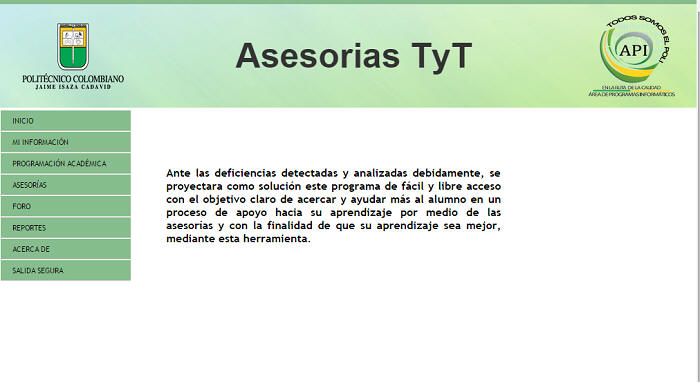 POLITÉCNICO COLOMBIANO
JAIME ISAZA CADAVID
Asesorias TyT
TODOS SOMOS EL POLI
API
EN LA RUTA DE LA CALIDAD
ÁREA DE PROGRAMAS INFORMÁTICOS
INICIO
MI INFORMACIÓN
PROGRAMACIÓN ACADÉMICA
ASESORÍAS
FORO
REPORTES
ACERCA DE
SALIDA SEGURA
Ante las deficiencias detectadas y analizadas debidamente, se
proyectara como solución este programa de fácil y libre acceso
con el objetivo claro de acercar y ayudar más al alumno en un
proceso de apoyo hacia su aprendizaje por medio de las
asesorias y con la finalidad de que su aprendizaje sea mejor,
mediante esta herramienta.